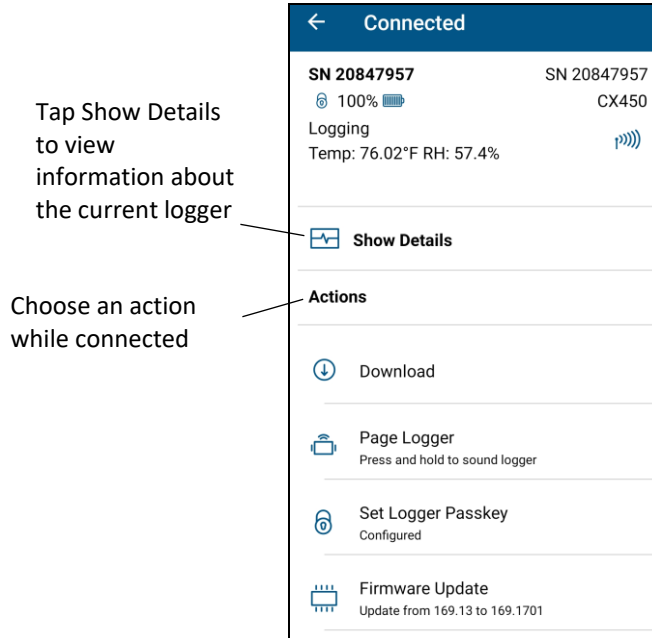 Connected
SN 20847957 SN 20847957
100% CX450
Logging
Temp: 76.02°F RH: 57.4%
Tap Show Details
to view
information about
the current logger
Show Details
Choose an action
while connected
Actions
Download
Page Logger
Press and hold to sound logger
Set Logger Passkey
Configured
Firmware Update
Update from 169.13 to 169.1701